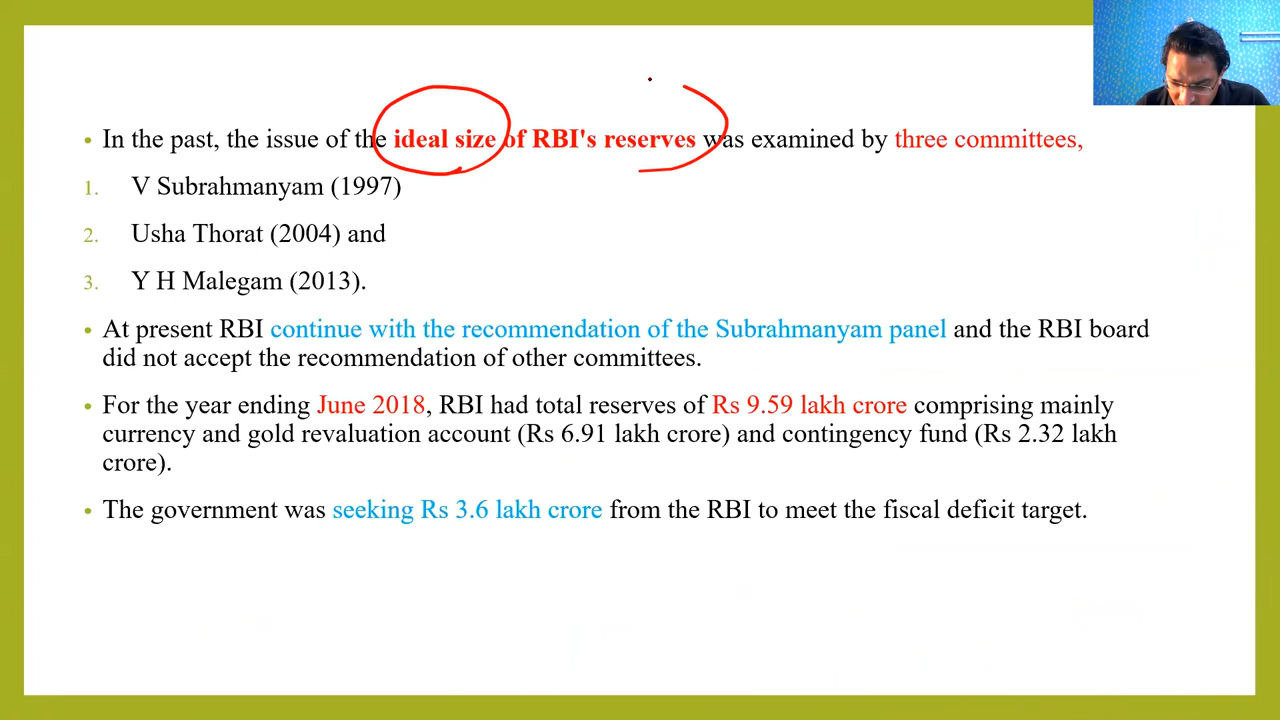 • In the past, the issue of the ideal size of RBI's reserves was examined by three committees,
1. V Subrahmanyam (1997)
2. Usha Thorat (2004) and
3. Y H Malegam (2013).
• At present RBI continue with the recommendation of the Subrahmanyam panel and the RBI board
did not accept the recommendation of other committees.
• For the year ending June 2018, RBI had total reserves of Rs 9.59 lakh crore comprising mainly
currency and gold revaluation account (Rs 6.91 lakh crore) and contingency fund (Rs 2.32 lakh
crore).
• The government was seeking Rs 3.6 lakh crore from the RBI to meet the fiscal deficit target.